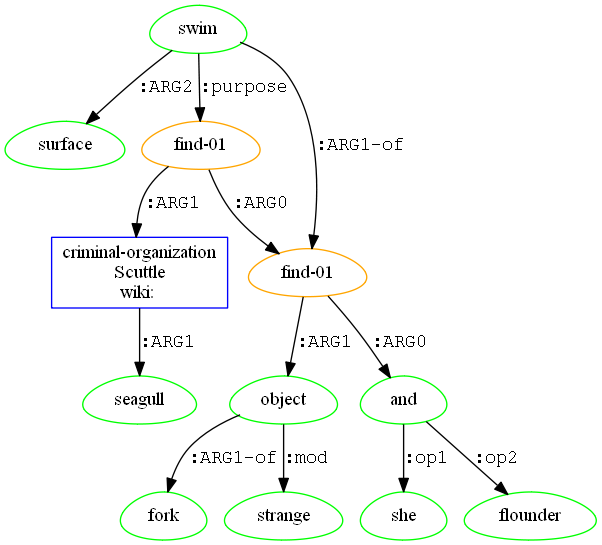 swim
:ARG2
:purpose
surface
find-01
:ARG1-of
:ARG1
:ARG0
criminal-organization
Scuttle
wiki:
find-01
:ARG1
:ARG1
:ARG0
seagull
object
and
:ARG1-of
:mod
:op1
:op2
fork
strange
she
flounder